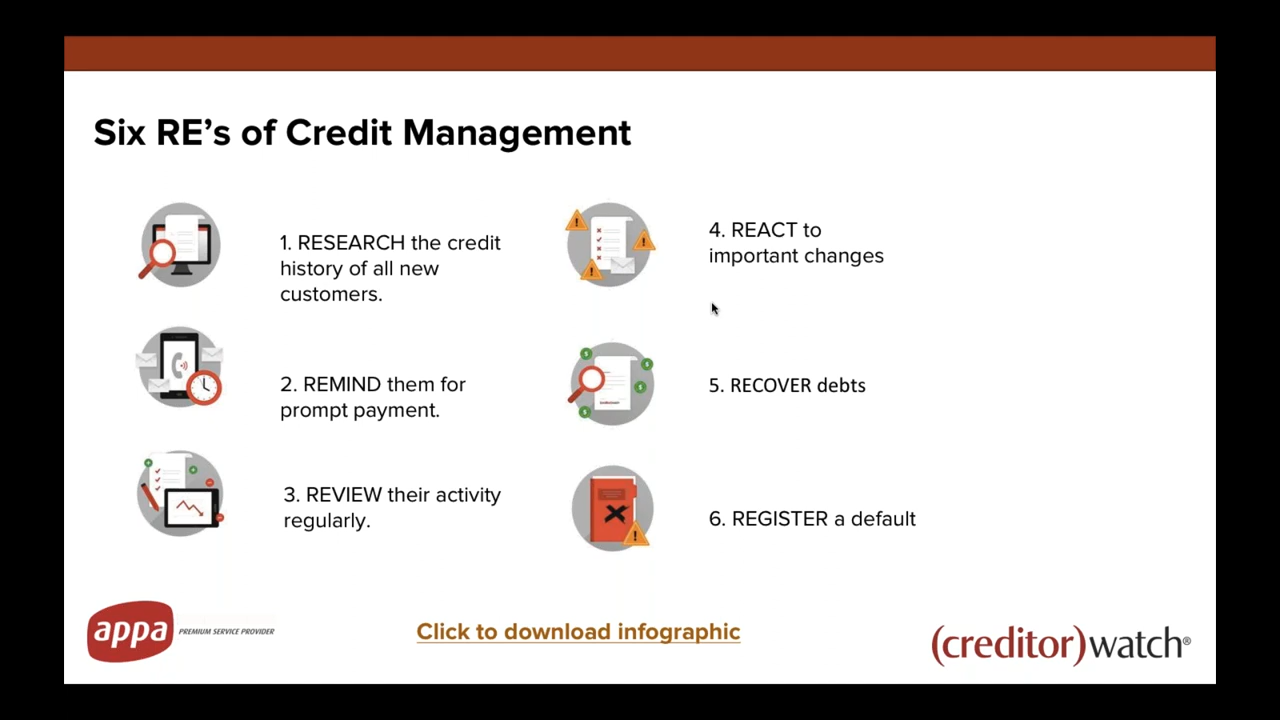 Six RE’s of Credit Management
1. RESEARCH the credit
history of all new
customers.
2. REMIND them for
prompt payment.
3. REVIEW their activity
regularly.
4. REACT to
important changes
5. RECOVER debts
6. REGISTER a default
appa PREMIUM SERVICE PROVIDER
Click to download infographic
(creditor)watch®